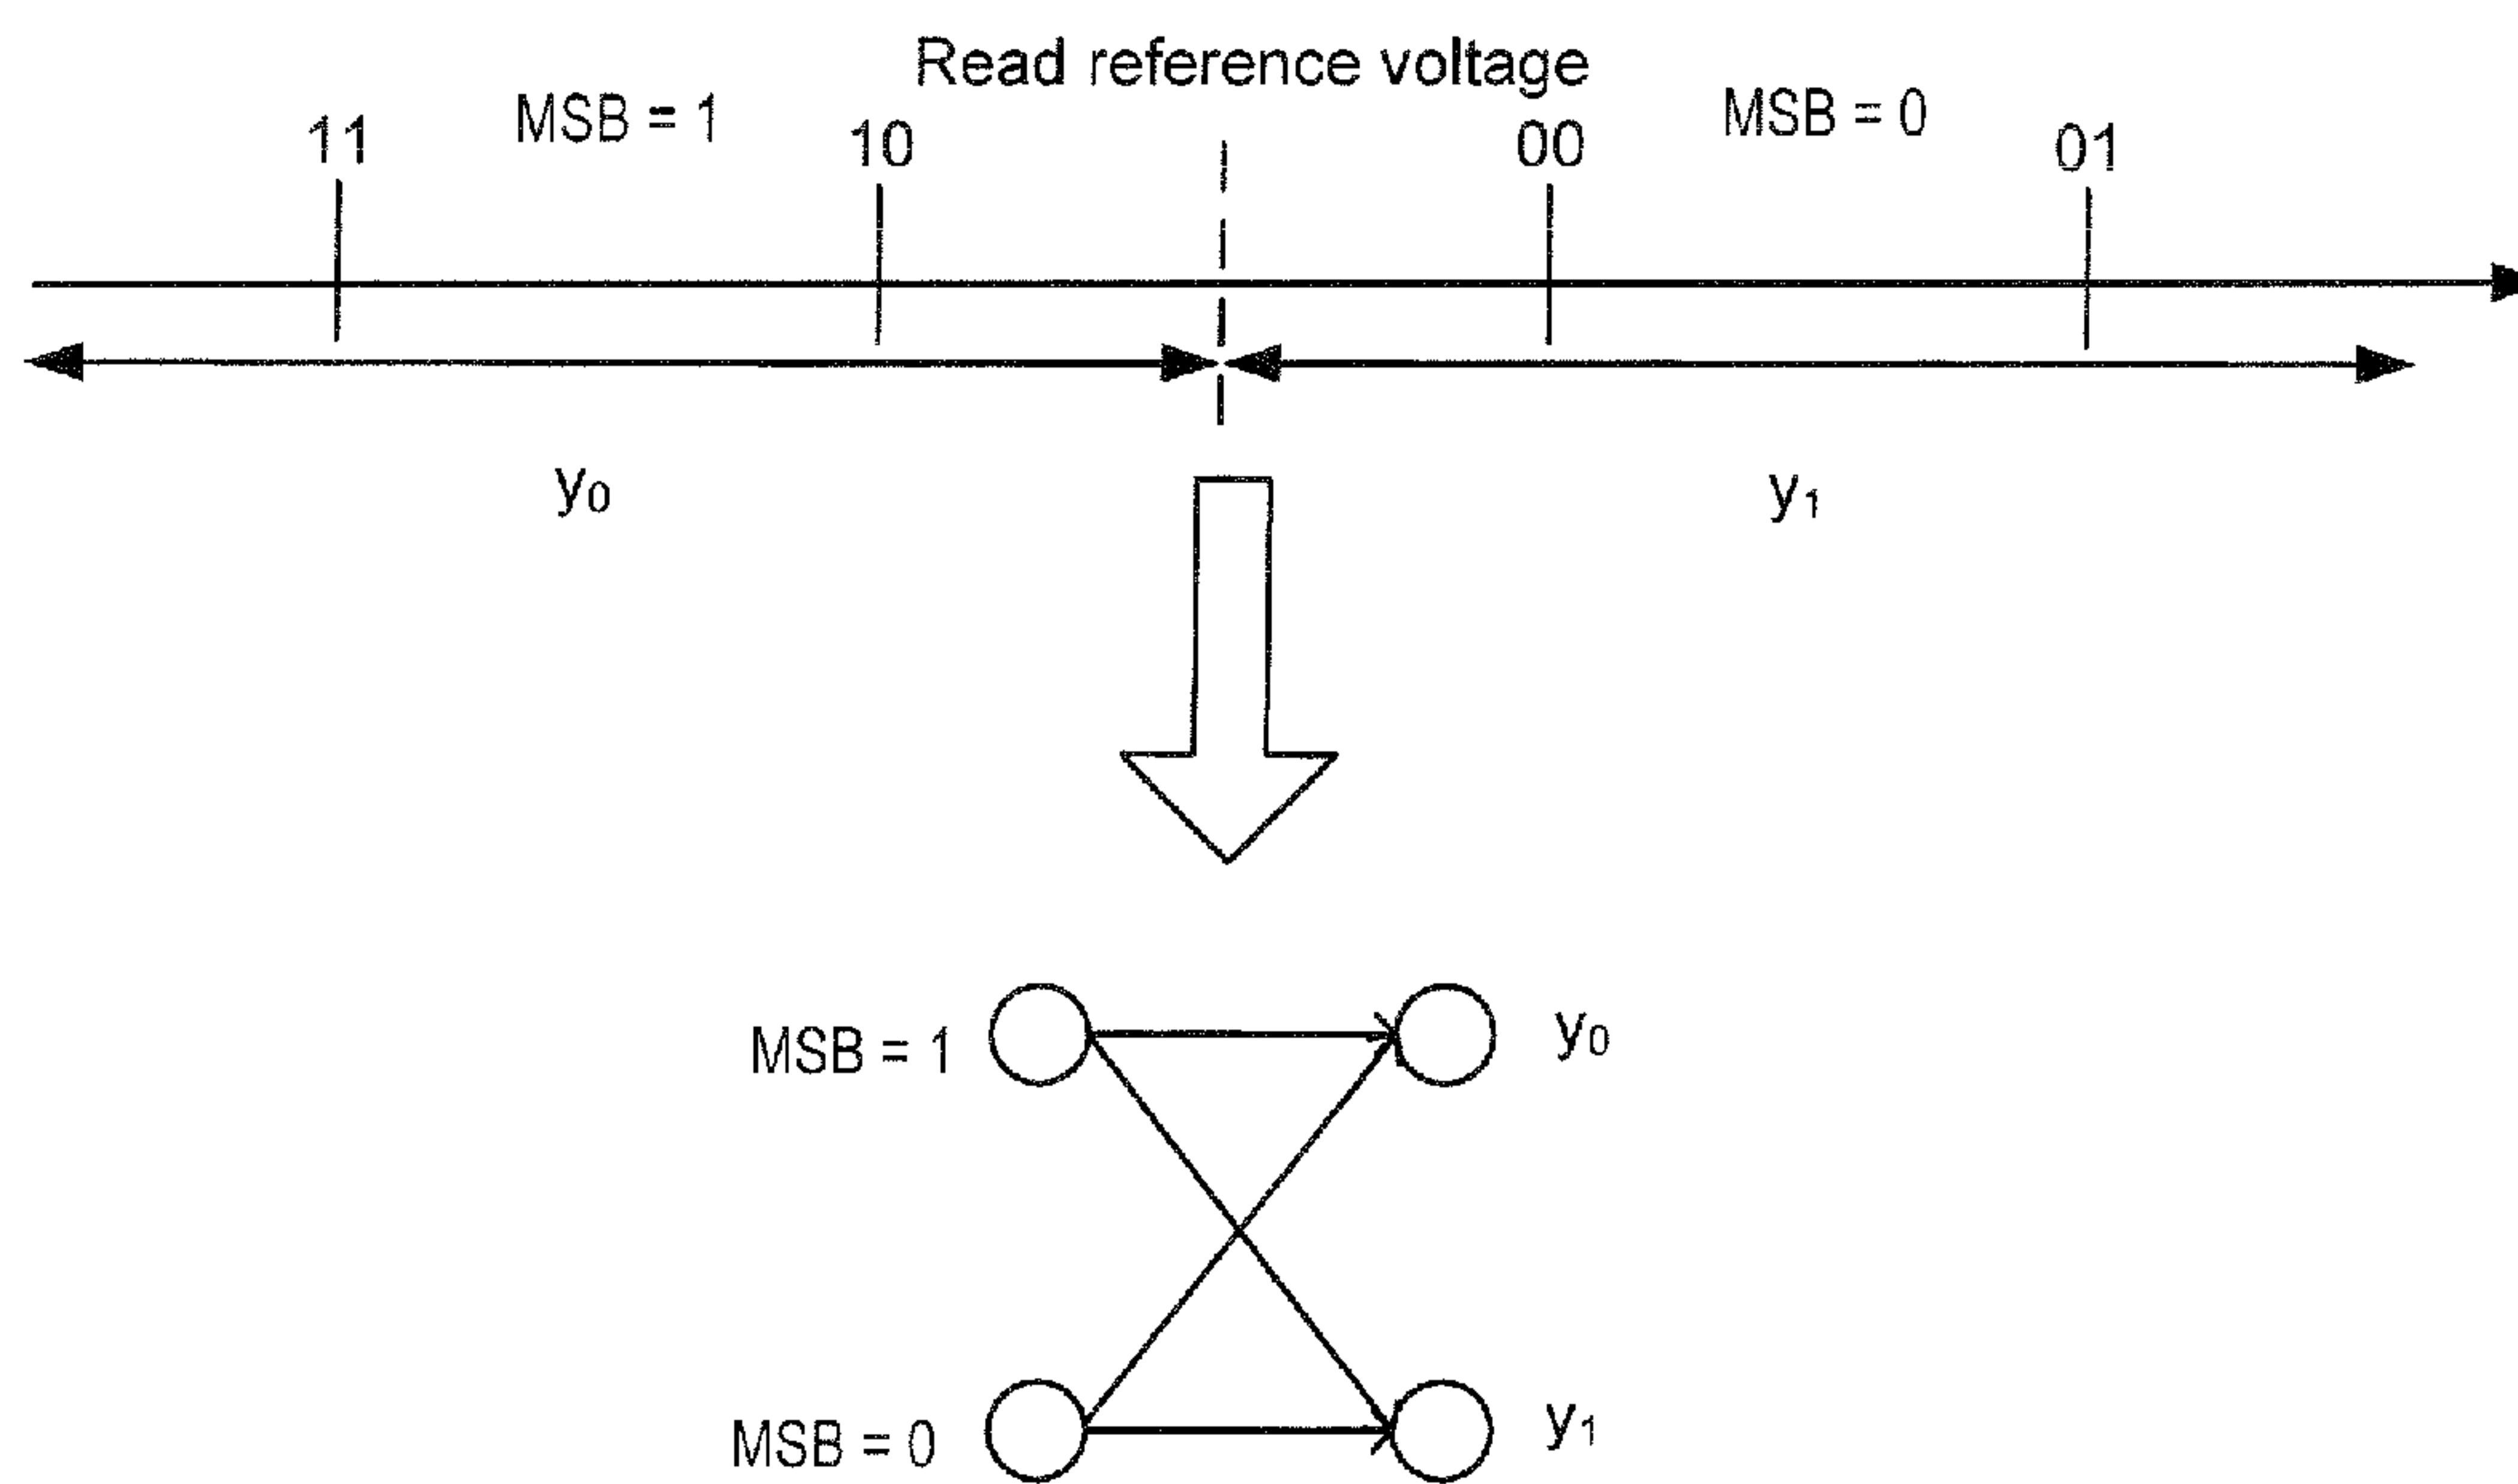 Read reference voltage
11 MSB = 1 10 00 MSB = 0 01
y₀ y₁
MSB = 1 y₀
MSB = 0 y₁